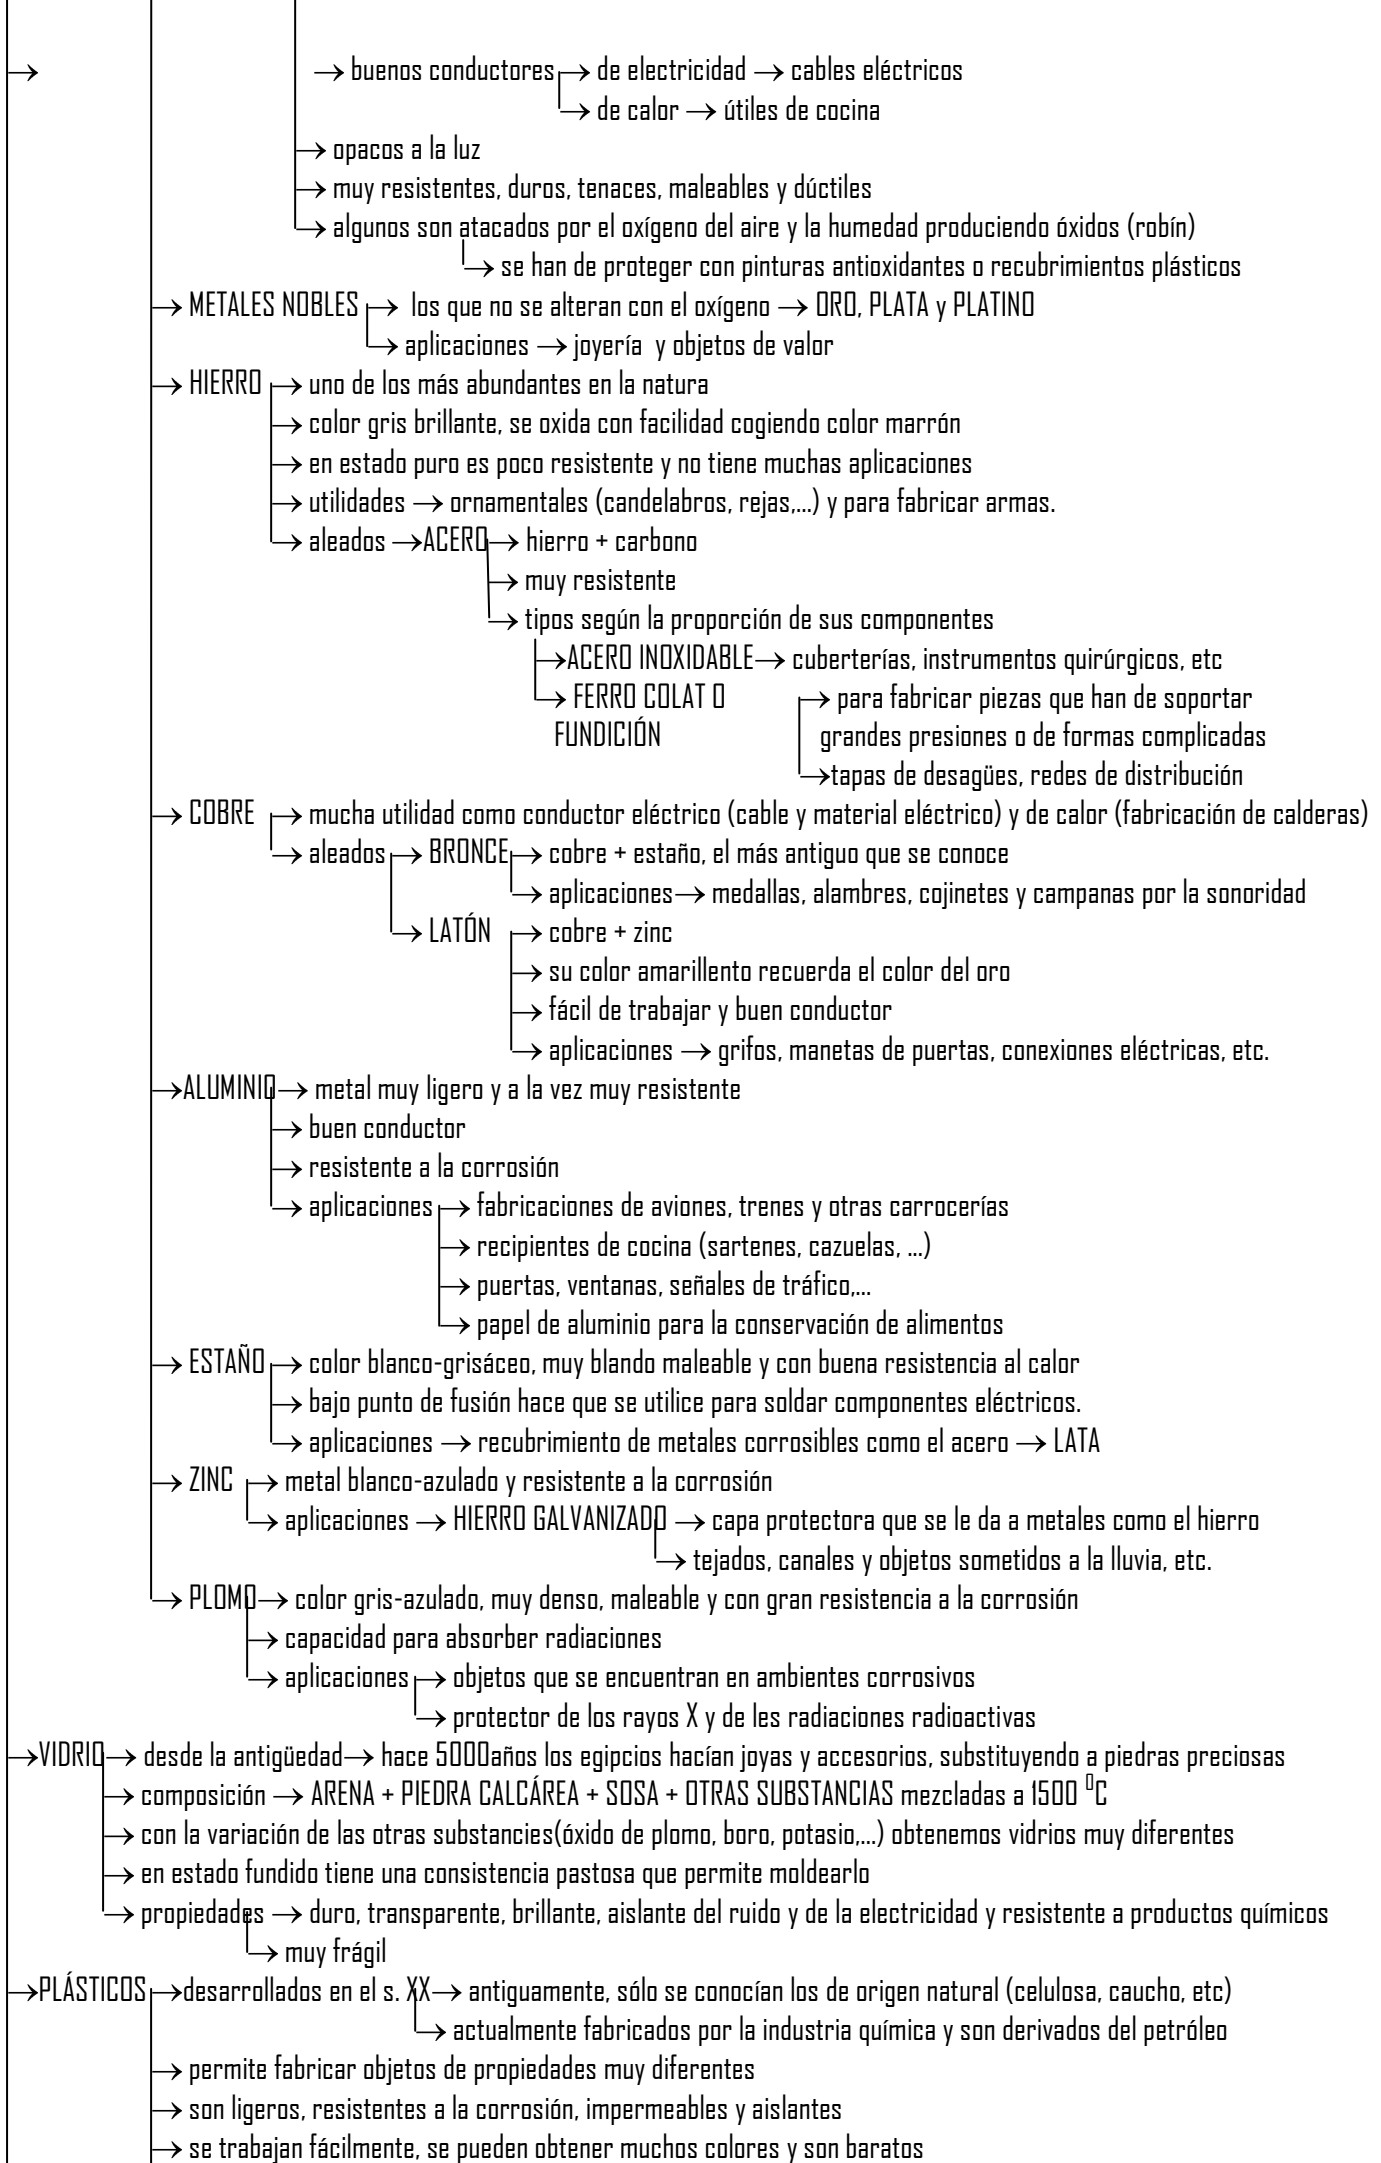 → → buenos conductores → de electricidad → cables eléctricos
→ de calor → útiles de cocina
→ opacos a la luz
→ muy resistentes, duros, tenaces, maleables y dúctiles
→ algunos son atacados por el oxígeno del aire y la humedad produciendo óxidos (robín)
→ se han de proteger con pinturas antioxidantes o recubrimientos plásticos
→ METALES NOBLES → los que no se alteran con el oxígeno → ORO, PLATA y PLATINO
→ aplicaciones → joyería y objetos de valor
→ HIERRO → uno de los más abundantes en la natura
→ color gris brillante, se oxida con facilidad cogiendo color marrón
→ en estado puro es poco resistente y no tiene muchas aplicaciones
→ utilidades → ornamentales (candelabros, rejas,...) y para fabricar armas.
→ aleados → ACERO → hierro + carbono
→ muy resistente
→ tipos según la proporción de sus componentes
→ ACERO INOXIDABLE → cuberterías, instrumentos quirúrgicos, etc
→ FERRO COLAT O → para fabricar piezas que han de soportar
FUNDICIÓN grandes presiones o de formas complicadas
→ tapas de desagües, redes de distribución
→ COBRE → mucha utilidad como conductor eléctrico (cable y material eléctrico) y de calor (fabricación de calderas)
→ aleados → BRONCE → cobre + estaño, el más antiguo que se conoce
→ aplicaciones → medallas, alambres, cojinetes y campanas por la sonoridad
→ LATÓN → cobre + zinc
→ su color amarillento recuerda el color del oro
→ fácil de trabajar y buen conductor
→ aplicaciones → grifos, manetas de puertas, conexiones eléctricas, etc.
→ ALUMINIO → metal muy ligero y a la vez muy resistente
→ buen conductor
→ resistente a la corrosión
→ aplicaciones → fabricaciones de aviones, trenes y otras carrocerías
→ recipientes de cocina (sartenes, cazuelas, ...)
→ puertas, ventanas, señales de tráfico,...
→ papel de aluminio para la conservación de alimentos
→ ESTAÑO → color blanco-grisáceo, muy blando maleable y con buena resistencia al calor
→ bajo punto de fusión hace que se utilice para soldar componentes eléctricos.
→ aplicaciones → recubrimiento de metales corrosibles como el acero → LATA
→ ZINC → metal blanco-azulado y resistente a la corrosión
→ aplicaciones → HIERRO GALVANIZADO → capa protectora que se le da a metales como el hierro
→ tejados, canales y objetos sometidos a la lluvia, etc.
→ PLOMO → color gris-azulado, muy denso, maleable y con gran resistencia a la corrosión
→ capacidad para absorber radiaciones
→ aplicaciones → objetos que se encuentran en ambientes corrosivos
→ protector de los rayos X y de les radiaciones radioactivas
→ VIDRIO → desde la antigüedad → hace 5000años los egipcios hacían joyas y accesorios, substituyendo a piedras preciosas
→ composición → ARENA + PIEDRA CALCÁREA + SOSA + OTRAS SUBSTANCIAS mezcladas a 1500 ºC
→ con la variación de las otras substancies(óxido de plomo, boro, potasio,...) obtenemos vidrios muy diferentes
→ en estado fundido tiene una consistencia pastosa que permite moldearlo
→ propiedades → duro, transparente, brillante, aislante del ruido y de la electricidad y resistente a productos químicos
→ muy frágil
→ PLÁSTICOS → desarrollados en el s. XX → antiguamente, sólo se conocían los de origen natural (celulosa, caucho, etc)
→ actualmente fabricados por la industria química y son derivados del petróleo
→ permite fabricar objetos de propiedades muy diferentes
→ son ligeros, resistentes a la corrosión, impermeables y aislantes
→ se trabajan fácilmente, se pueden obtener muchos colores y son baratos